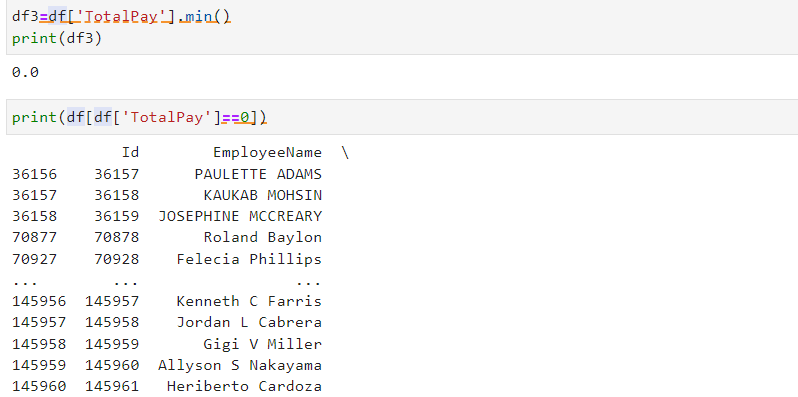 df3=df['TotalPay'].min()
print(df3)
0.0
print(df[df['TotalPay']==0])
Id EmployeeName \
36156 36157 PAULETTE ADAMS
36157 36158 KAUKAB MOHSIN
36158 36159 JOSEPHINE MCCREARY
70877 70878 Roland Baylon
70927 70928 Felecia Phillips
... ... ...
145956 145957 Kenneth C Farris
145957 145958 Jordan L Cabrera
145958 145959 Gigi V Miller
145959 145960 Allyson S Nakayama
145960 145961 Heriberto Cardoza